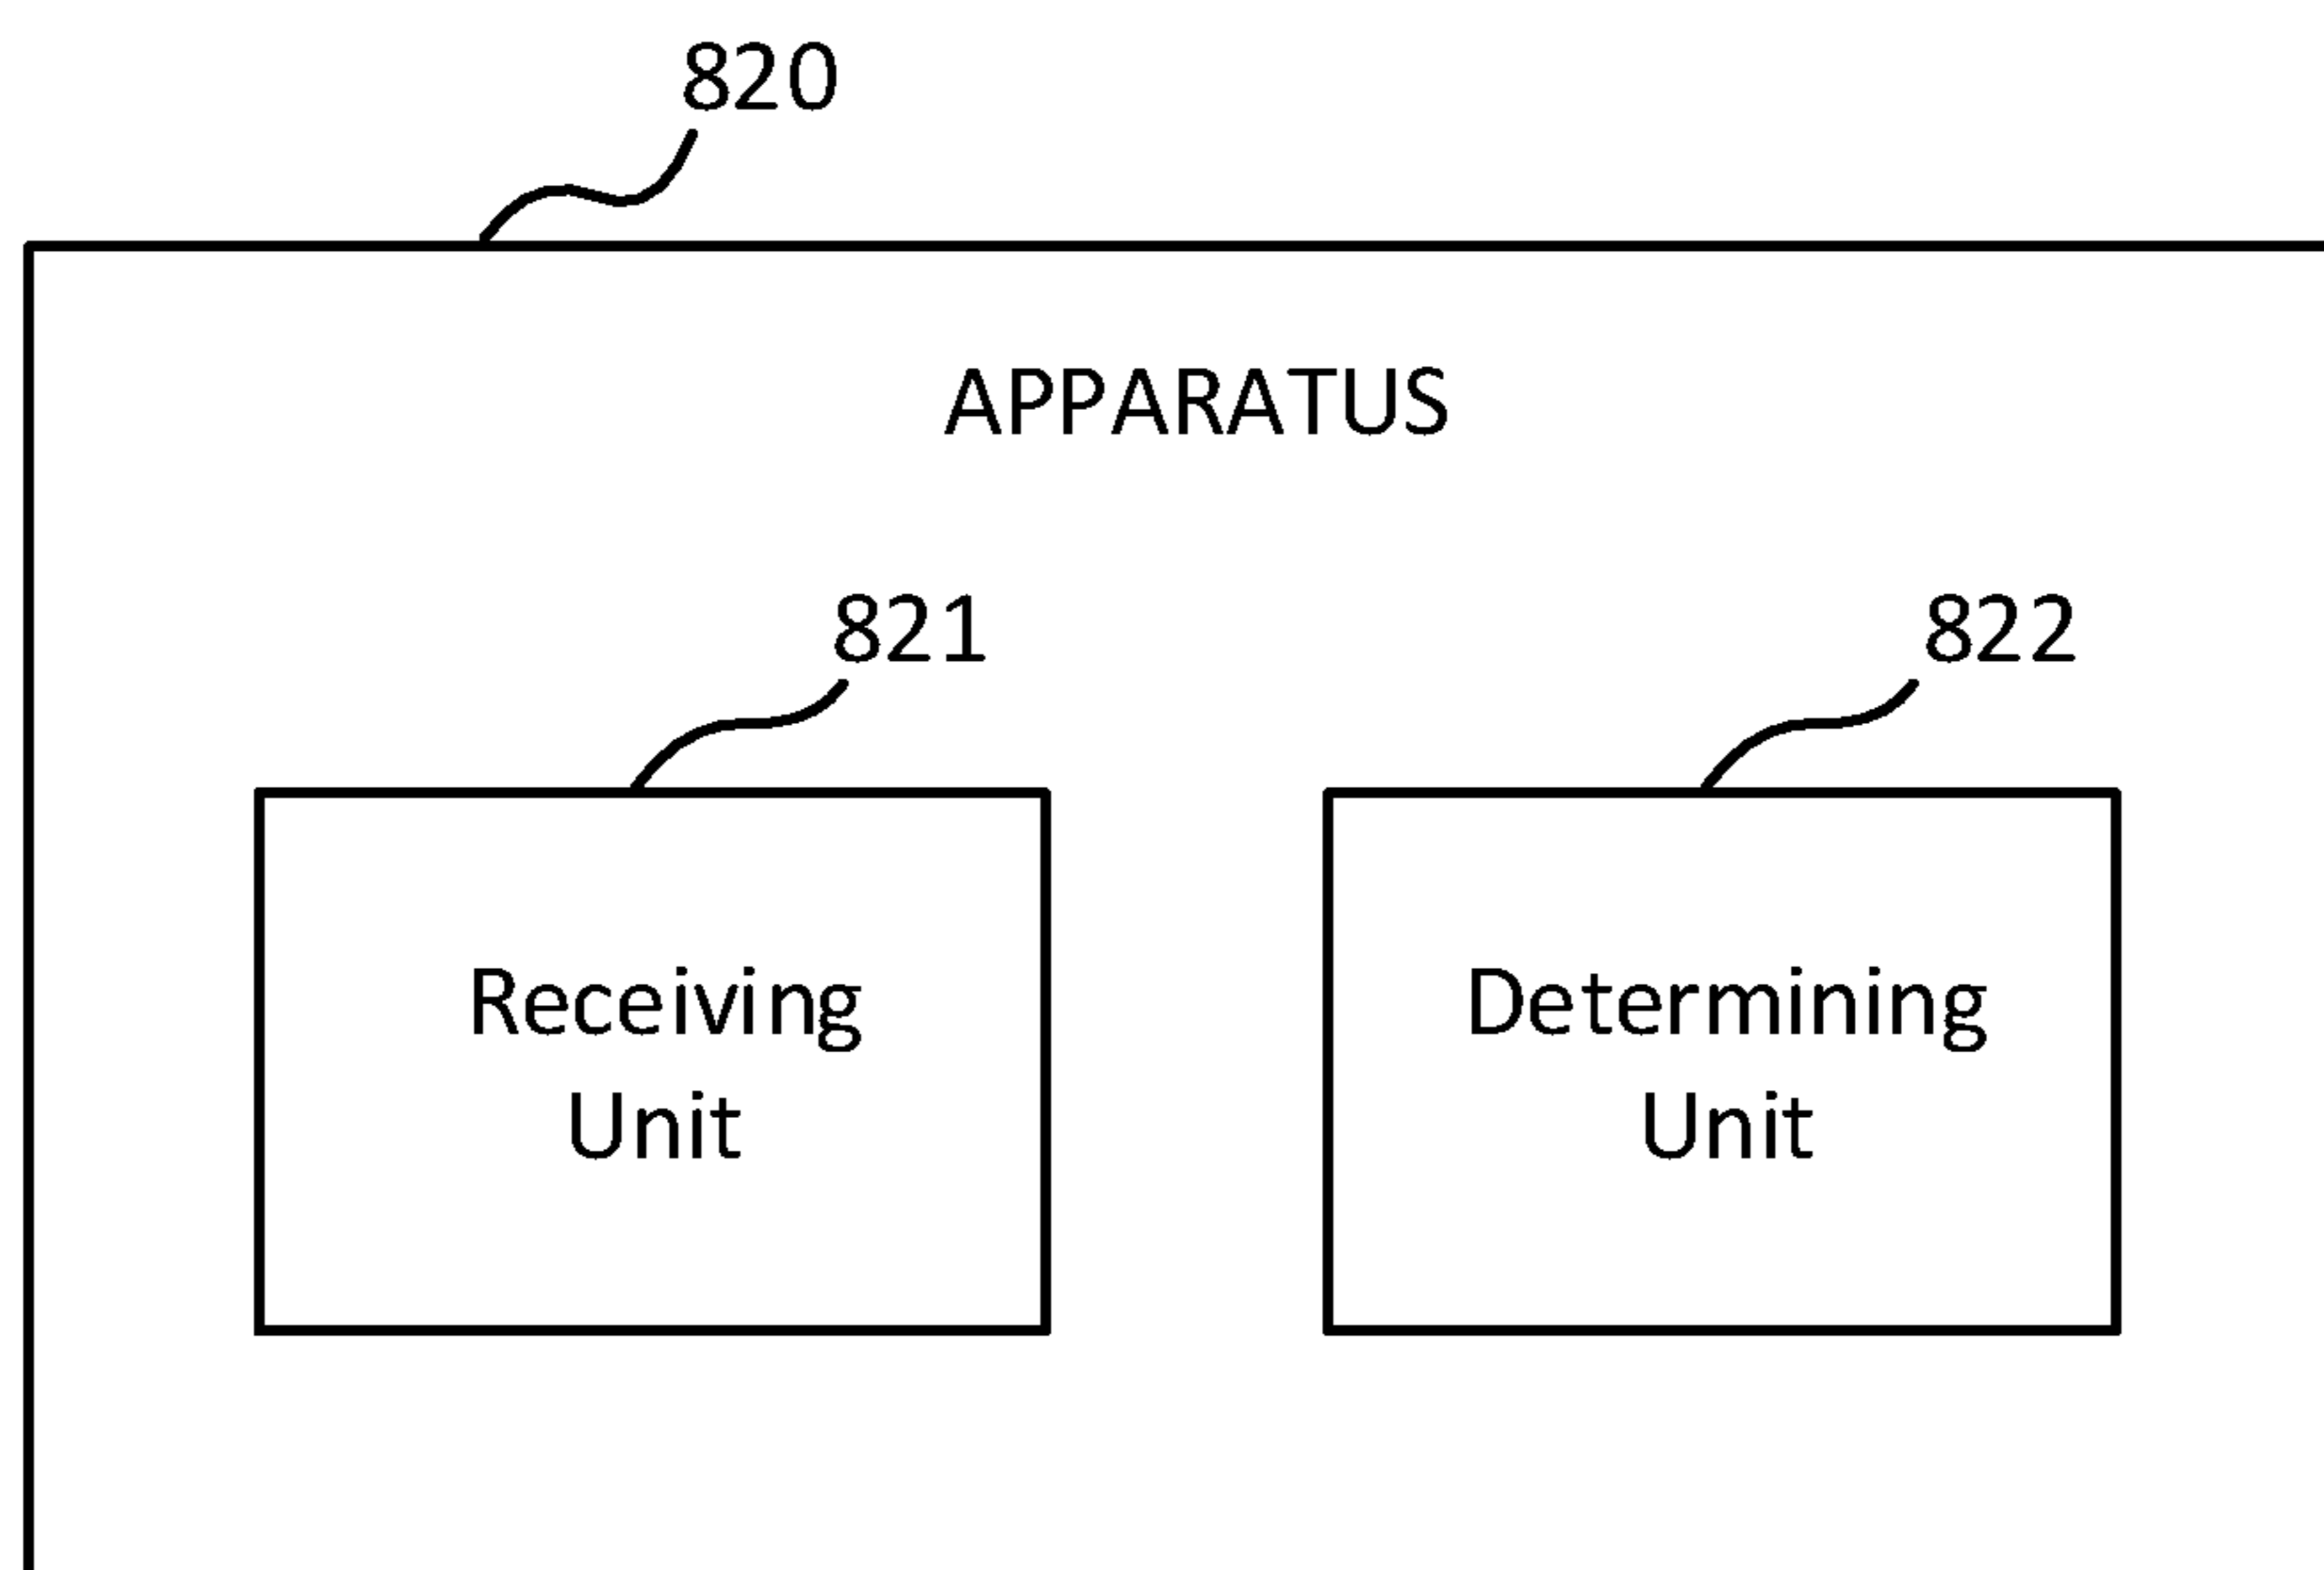 820
APPARATUS
821
822
Receiving
Unit
Determining
Unit